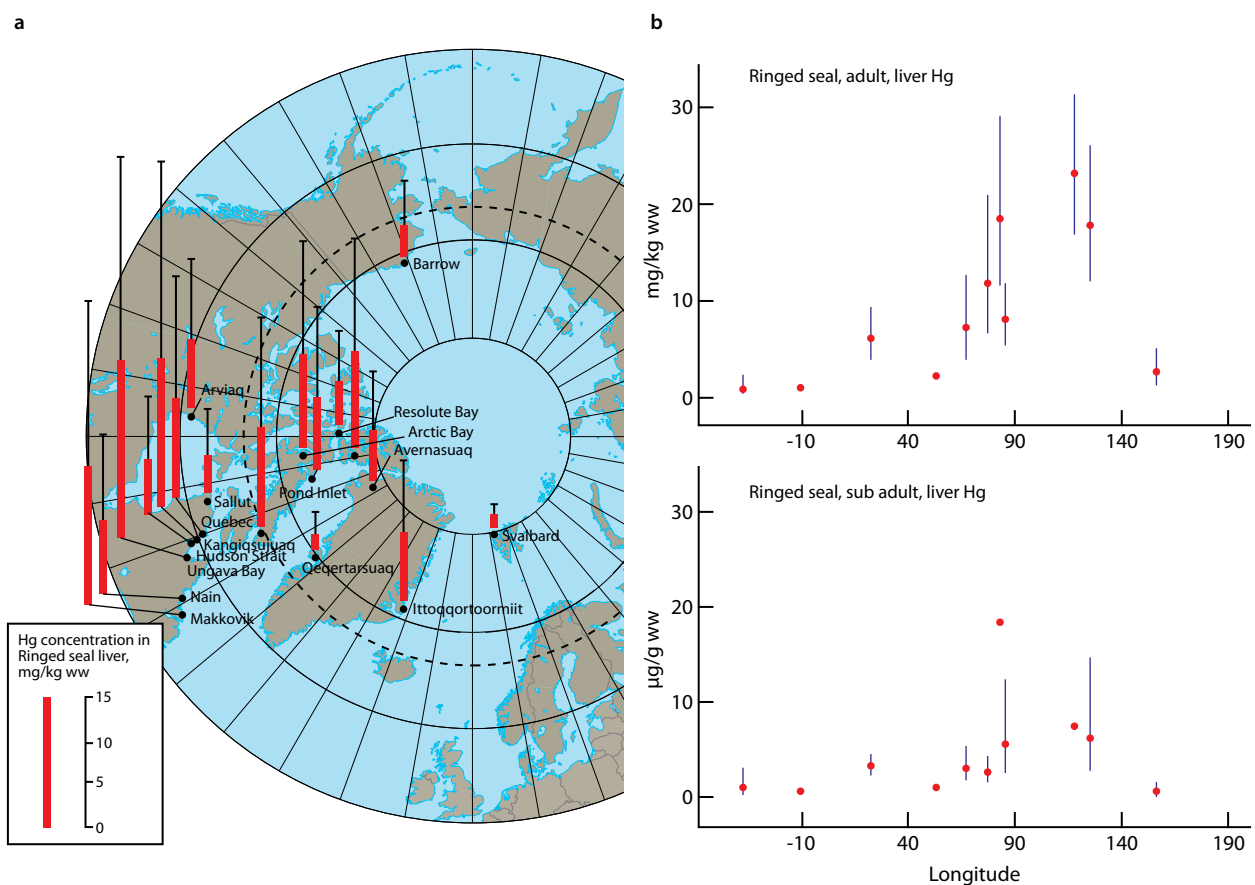 a
Barrow
Arviaq
Resolute Bay
Arctic Bay
Avernasuaq
Pond Inlet
Sallut
Quebec
Kangiqsujuaq
Hudson Strait
Ungava Bay
Qeqertarsuaq
Svalbard
Nain
Makkovik
Ittoqqortoormiit
Hg concentration in
Ringed seal liver,
mg/kg ww
15
10
5
0
b
Ringed seal, adult, liver Hg
mg/kg ww
30
20
10
0
-10 40 90 140 190
Ringed seal, sub adult, liver Hg
µg/g ww
30
20
10
0
-10 40 90 140 190
Longitude